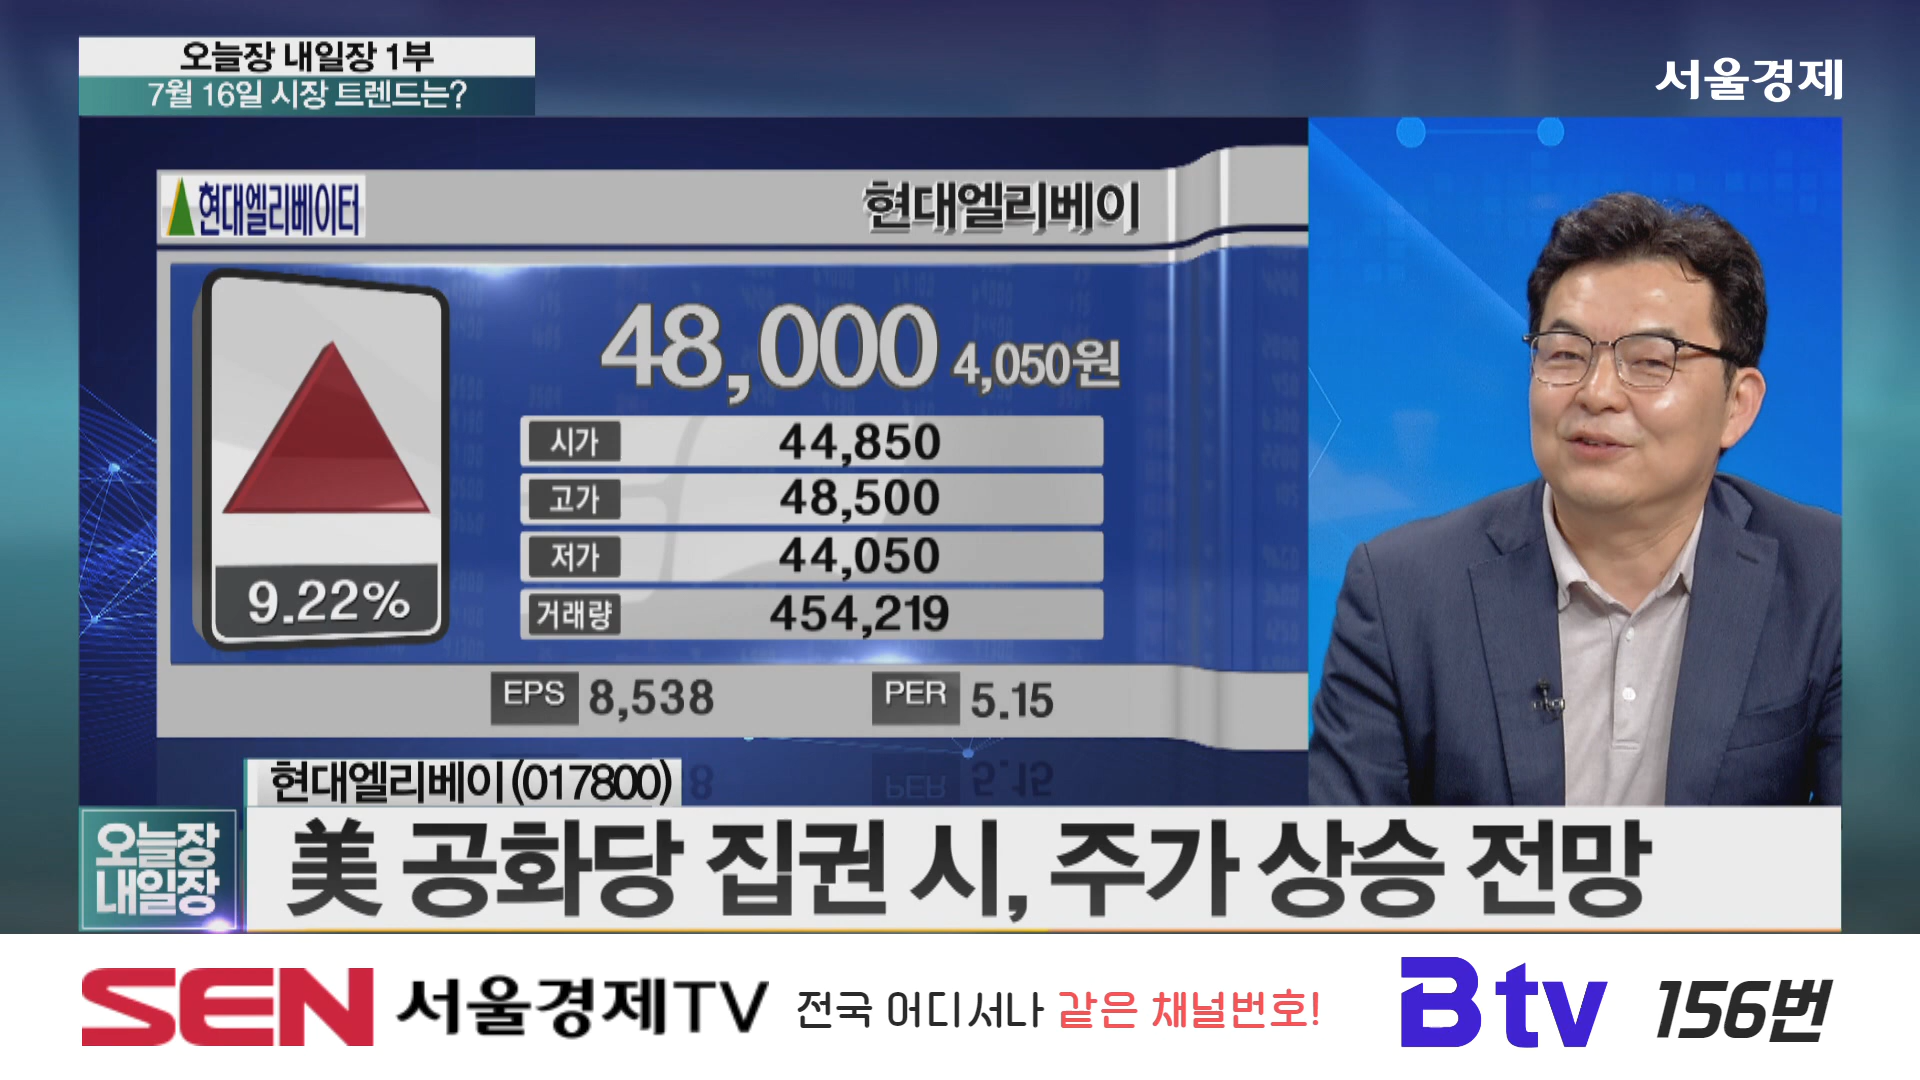 오늘장 내일장 1부
7월 16일 시장 트렌드는?
서울경제
현대엘리베이터
현대엘리베이
48,000 4,050원
시가 44,850
고가 48,500
저가 44,050
거래량 454,219
9.22%
EPS 8,538 PER 5.15
현대엘리베이(017800)
오늘장
내일장
美 공화당 집권 시, 주가 상승 전망
SEN 서울경제TV 전국 어디서나 같은 채널번호! B tv 156번